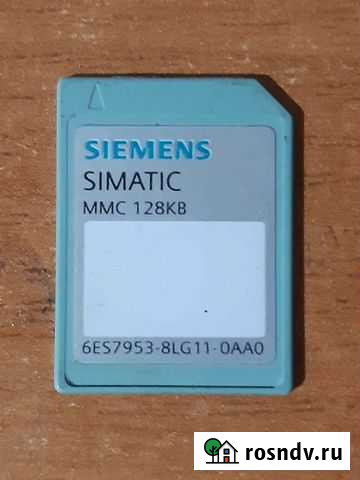 SIEMENS
SIMATIC
MMC 128KB
6ES7953-8LG11-0AA0
rosndv.ru